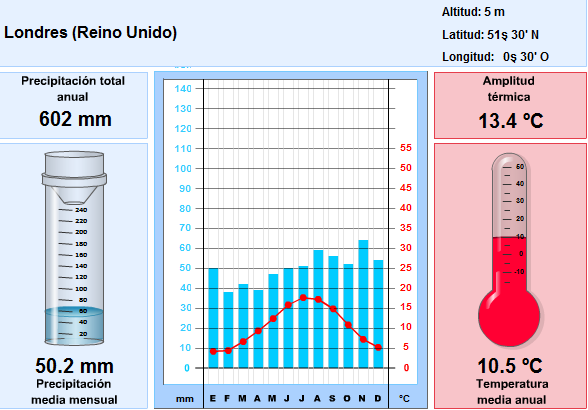 Londres (Reino Unido)
Altitud: 5 m
Latitud: 51ş 30' N
Longitud: 0ş 30' O
Precipitación total
anual
602 mm
240
220
200
180
160
140
120
100
80
60
40
20
50.2 mm
Precipitación
media mensual
140
130
120
110
100
90
80
70
60
50
40
30
20
10
0
55
50
45
40
35
30
25
20
15
10
5
0
mm E F M A M J J A S O N D °C
Amplitud
térmica
13.4 ºC
60
50
40
30
20
10
0
-10
10.5 ºC
Temperatura
media anual